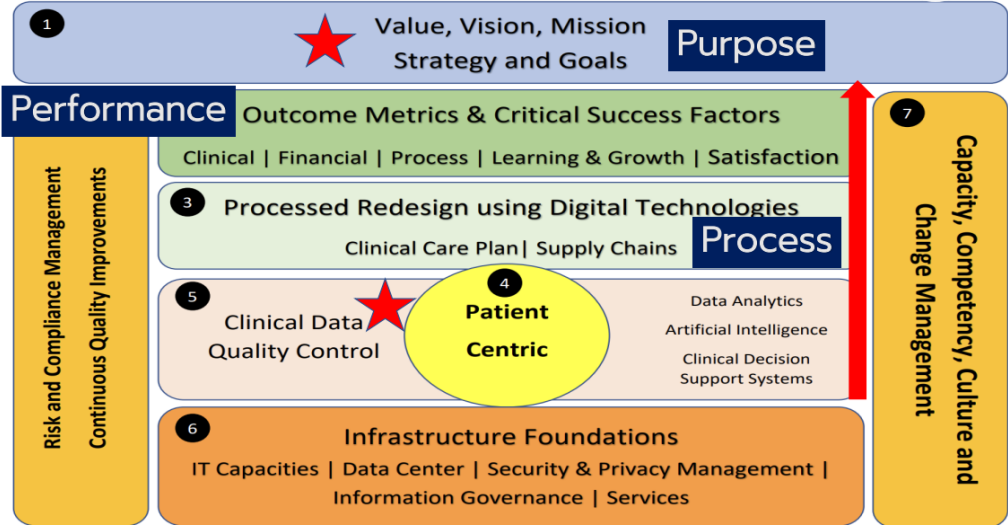 1
Value, Vision, Mission
Strategy and Goals
Purpose
Performance
Outcome Metrics & Critical Success Factors
Clinical | Financial | Process | Learning & Growth | Satisfaction
3
Processed Redesign using Digital Technologies
Clinical Care Plan| Supply Chains
Process
5
Clinical Data
Quality Control
4
Patient
Centric
Data Analytics
Artificial Intelligence
Clinical Decision
Support Systems
6
Infrastructure Foundations
IT Capacities | Data Center | Security & Privacy Management |
Information Governance | Services
Risk and Compliance Management
Continuous Quality Improvements
7
Capacity, Competency, Culture and
Change Management